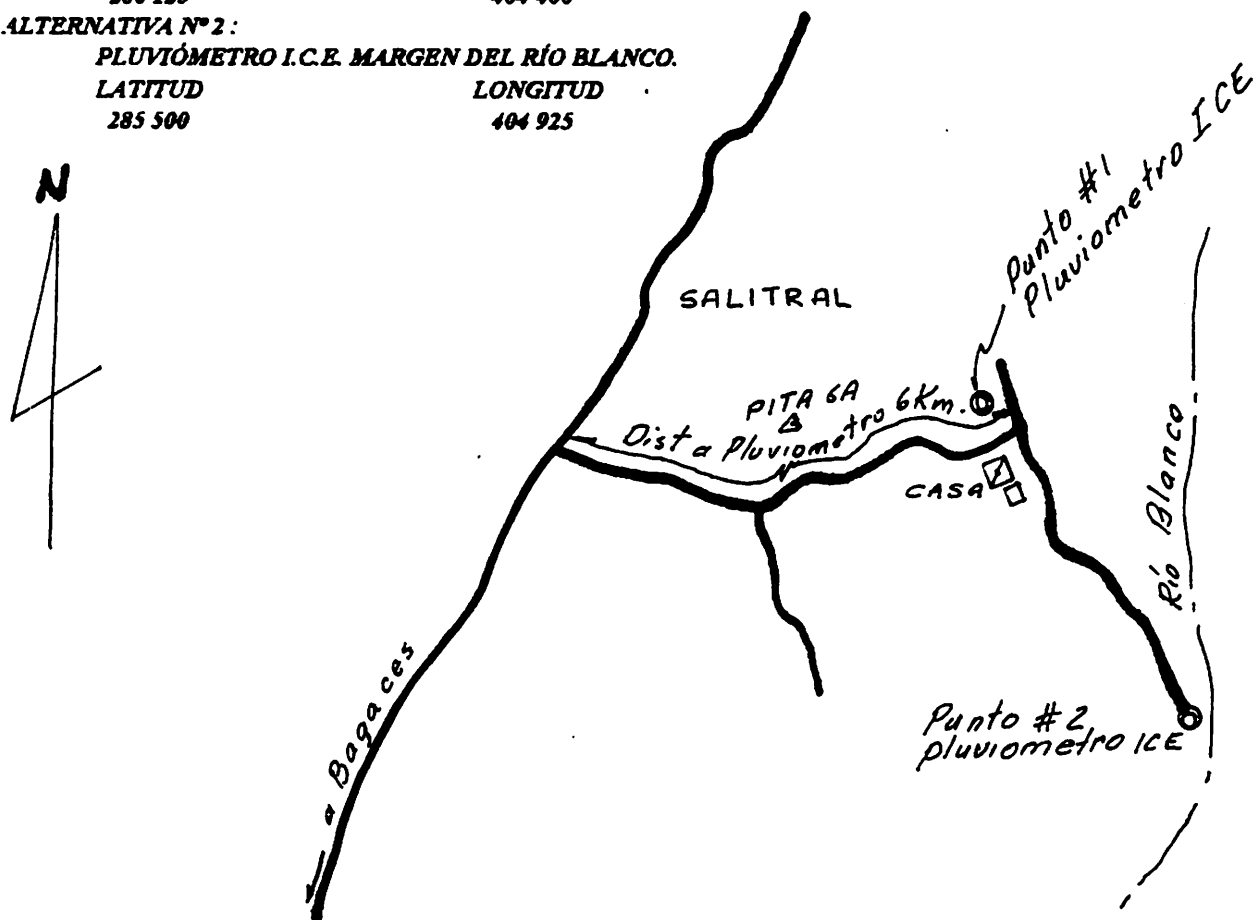 ALTERNATIVA Nº 2 :
PLUVIÓMETRO I.C.E. MARGEN DEL RÍO BLANCO.
LATITUD LONGITUD
285 500 404 925
N
Punto #1
Pluviometro ICE
SALITRAL
PITA 6A
Dist a Pluviometro 6Km.
CASA
Río Blanco
a Bagaces
Punto #2
pluviometro ICE